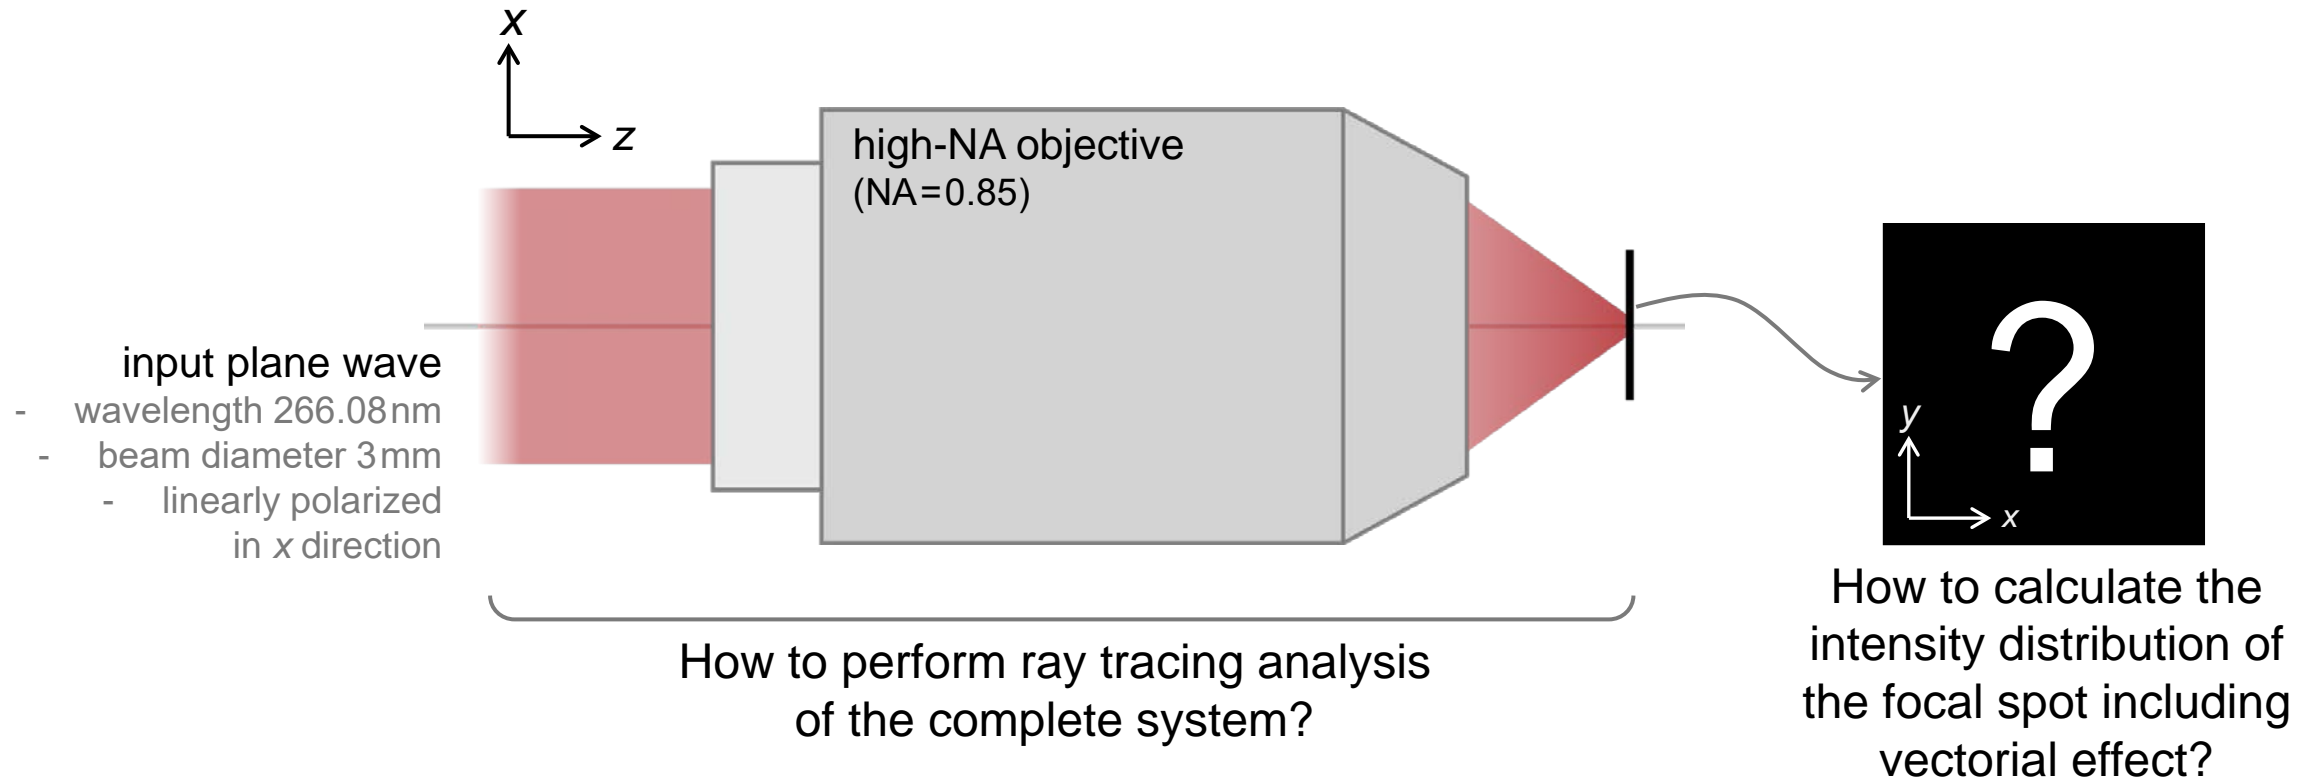 x
z
high-NA objective
(NA=0.85)
input plane wave
- wavelength 266.08nm
- beam diameter 3mm
- linearly polarized
in x direction
?
y
x
How to perform ray tracing analysis
of the complete system?
How to calculate the
intensity distribution of
the focal spot including
vectorial effect?